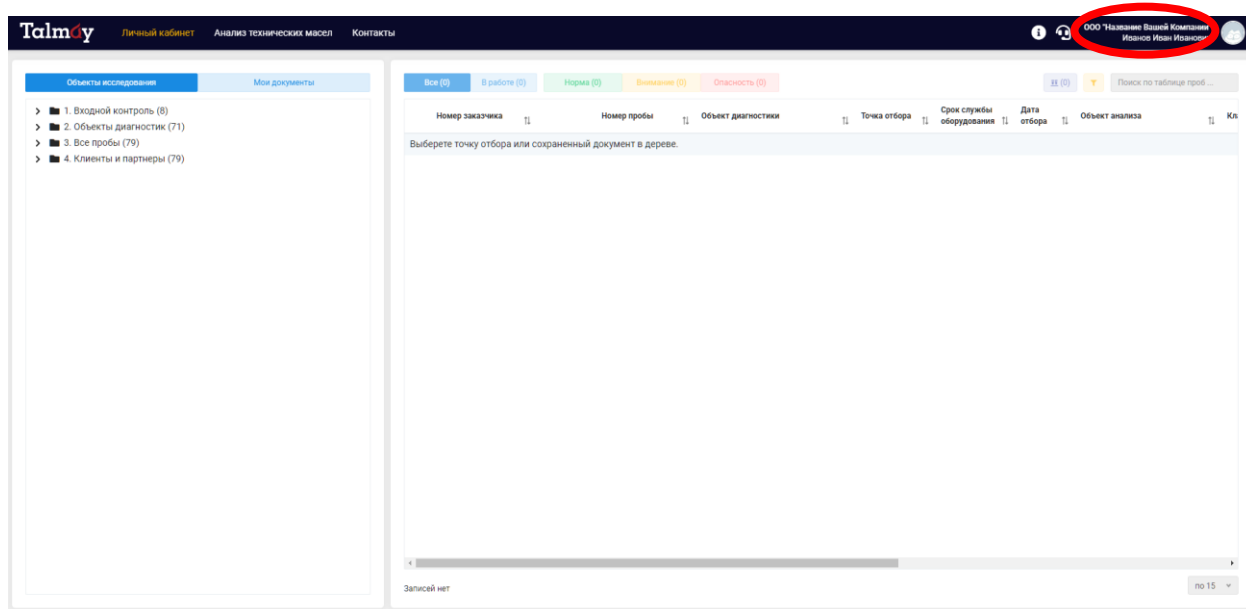 Talmay Личный кабинет Анализ технических масел Контакты
ООО "Название Вашей Компании"
Иванов Иван Иванович
Объекты исследования Мои документы
Все (0) В работе (0) Норма (0) Внимание (0) Опасность (0) (0) Поиск по таблице проб ...
1. Входной контроль (8)
2. Объекты диагностик (71)
3. Все пробы (79)
4. Клиенты и партнеры (79)
Номер заказчика Номер пробы Объект диагностики Точка отбора Срок службы оборудования Дата отбора Объект анализа Кла
Выберете точку отбора или сохраненный документ в дереве.
Записей нет по 15